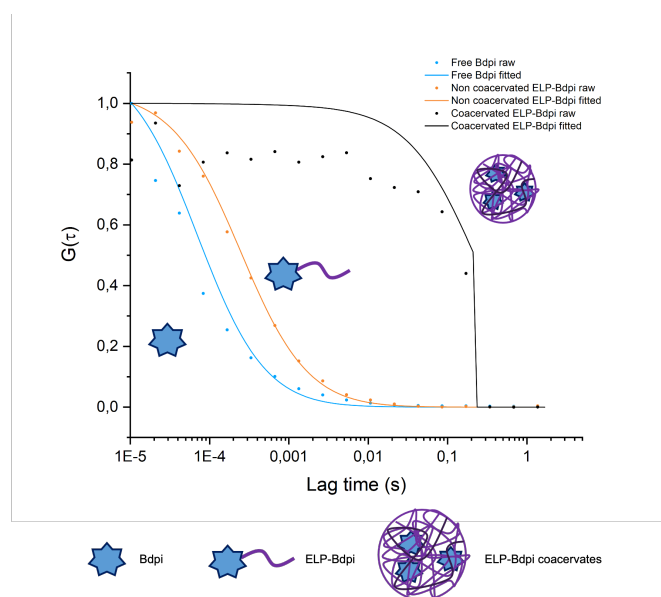 Free Bdpi raw
Free Bdpi fitted
Non coacervated ELP-Bdpi raw
Non coacervated ELP-Bdpi fitted
Coacervated ELP-Bdpi raw
Coacervated ELP-Bdpi fitted
1,0
0,8
0,6
0,4
0,2
0,0
G(τ)
1E-5 1E-4 0,001 0,01 0,1 1
Lag time (s)
Bdpi ELP-Bdpi ELP-Bdpi coacervates